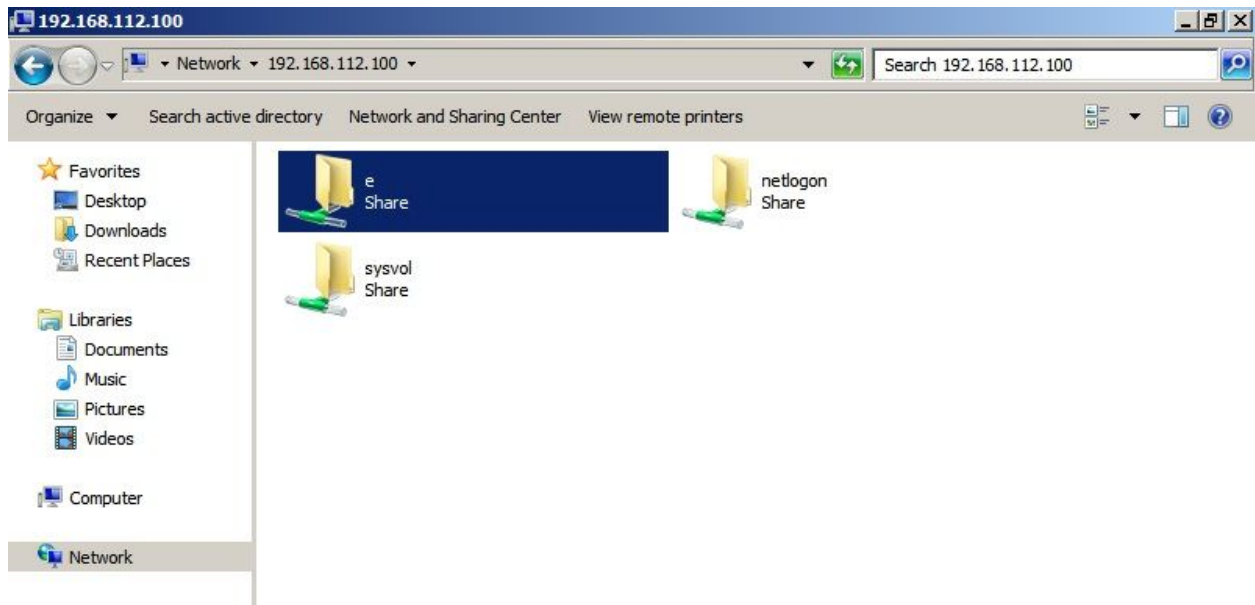 192.168.112.100
Network 192.168.112.100
Search 192.168.112.100
Organize Search active directory Network and Sharing Center View remote printers
Favorites
Desktop
Downloads
Recent Places
Libraries
Documents
Music
Pictures
Videos
Computer
Network
e
Share
netlogon
Share
sysvol
Share